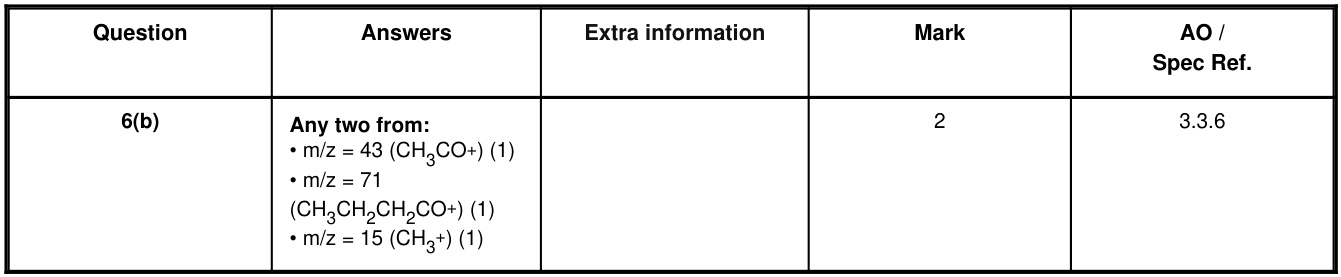 Question Answers Extra information Mark AO /
Spec Ref.
6(b) Any two from: 2 3.3.6
• m/z = 43 (CH₃CO+) (1)
• m/z = 71
(CH₃CH₂CH₂CO+) (1)
• m/z = 15 (CH₃+) (1)